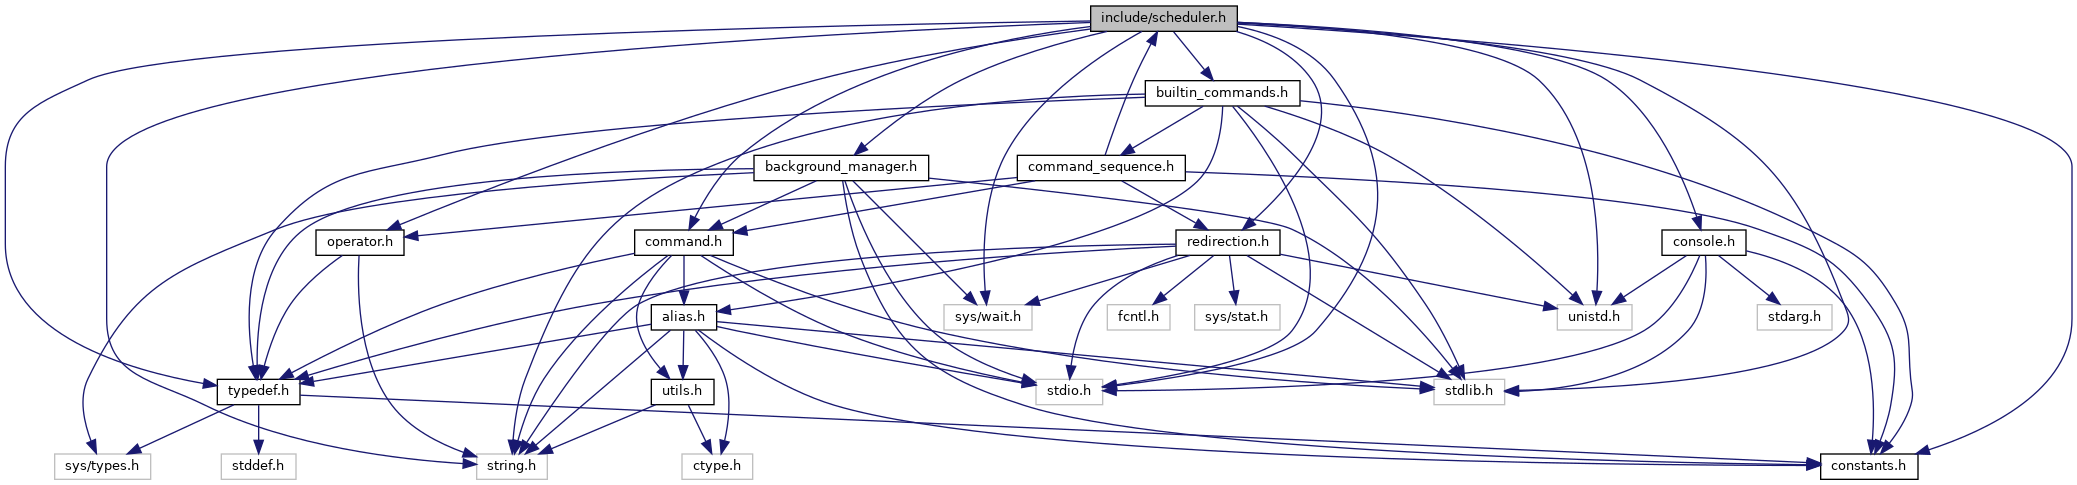 include/scheduler.h
builtin_commands.h
background_manager.h
command_sequence.h
operator.h
command.h
redirection.h
console.h
alias.h
sys/wait.h
fcntl.h
sys/stat.h
unistd.h
stdarg.h
typedef.h
utils.h
stdio.h
stdlib.h
sys/types.h
stddef.h
string.h
ctype.h
constants.h